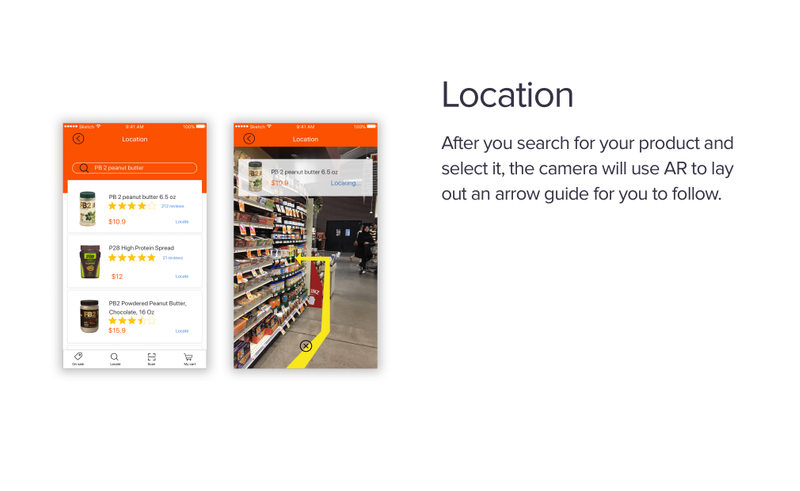 Sketch 9:41 AM 100%
Location
PB 2 peanut butter
PB 2 peanut butter 6.5 oz
212 reviews
$10.9 Locate
P28 High Protein Spread
21 reviews
$12 Locate
PB2 Powdered Peanut Butter,
Chocolate, 16 Oz
$15.9 Locate
On sale Locate Scan My cart
Sketch 9:41 AM 100%
Location
PB 2 peanut butter 6.5 oz
$10.9 Locating...
Location
After you search for your product and
select it, the camera will use AR to lay
out an arrow guide for you to follow.